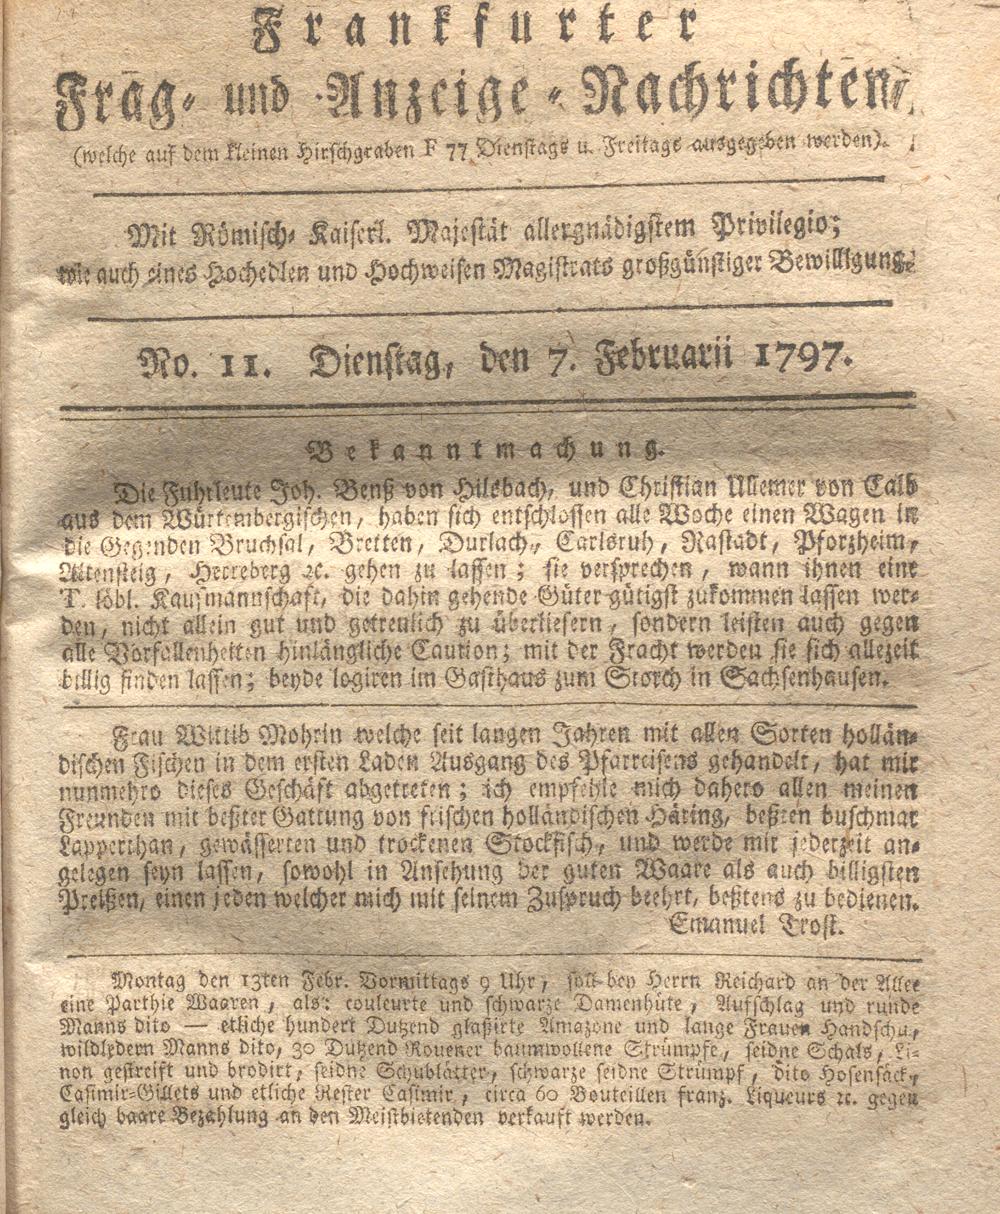 Frankfurter
Frag- und Anzeige-Nachrichten,
(welche auf dem kleinen Hirschgraben F 77 Dienstags u. Freitags ausgegeben werden).
Mit Römisch-Kaiserl. Majestät allergnädigstem Privilegio;
wie auch eines Hochedlen und Hochweisen Magistrats großgünstiger Bewilligung.
No. 11. Dienstag, den 7. Februarii 1797.
Bekanntmachung.
Die Fuhrleute Joh. Benß von Hilsbach, und Christian Allemer von Calb
aus dem Würtembergischen, haben sich entschlossen alle Woche einen Wagen in
die Gegenden Bruchsal, Bretten, Durlach, Carlsruh, Rastadt, Pforzheim,
Altensteig, Herreberg ꝛc. gehen zu lassen; sie versprechen, wann ihnen eine
T. löbl. Kaufmannschaft, die dahin gehende Güter gütigst zukommen lassen wer-
den, nicht allein gut und getreulich zu überliefern, sondern leisten auch gegen
alle Vorfallenheiten hinlängliche Caution; mit der Fracht werden sie sich allezeit
billig finden lassen; beyde logiren im Gasthaus zum Storch in Sachsenhausen.
Frau Wittib Mohrin welche seit langen Jahren mit allen Sorten hollän-
dischen Fischen in dem ersten Laden Ausgang des Pfarreisens gehandelt, hat mir
nunmehro dieses Geschäft abgetreten; ich empfehle mich dahero allen meinen
Freunden mit beßter Gattung von frischen holländischen Häring, beßten buschmar
Lapperthan, gewässerten und trockenen Stockfisch, und werde mir jederzeit an-
gelegen seyn lassen, sowohl in Ansehung der guten Waare als auch billigsten
Preißen, einen jeden welcher mich mit seinem Zuspruch beehrt, beßtens zu bedienen.
Emanuel Trost.
Montag den 13ten Febr. Vormittags 9 Uhr, soll bey Herrn Reichard an der Allee
eine Parthie Waaren, als: couleurte und schwarze Damenhüte, Aufschlag und runde
Manns dito — etliche hundert Dutzend glaßirte Amazone und lange Frauen Handschu,
wildledern Manns dito, 30 Dutzend Rouener baumwollene Strümpfe, seidne Schals, Li-
non gestreift und brodirt, seidne Schublätter, schwarze seidne Strümpf, dito Hosensäck,
Casimir-Gillets und etliche Rester Casimir, circa 60 Bouteillen franz. Liqueurs ꝛc. gegen
gleich baare Bezahlung an den Meistbietenden verkauft werden.